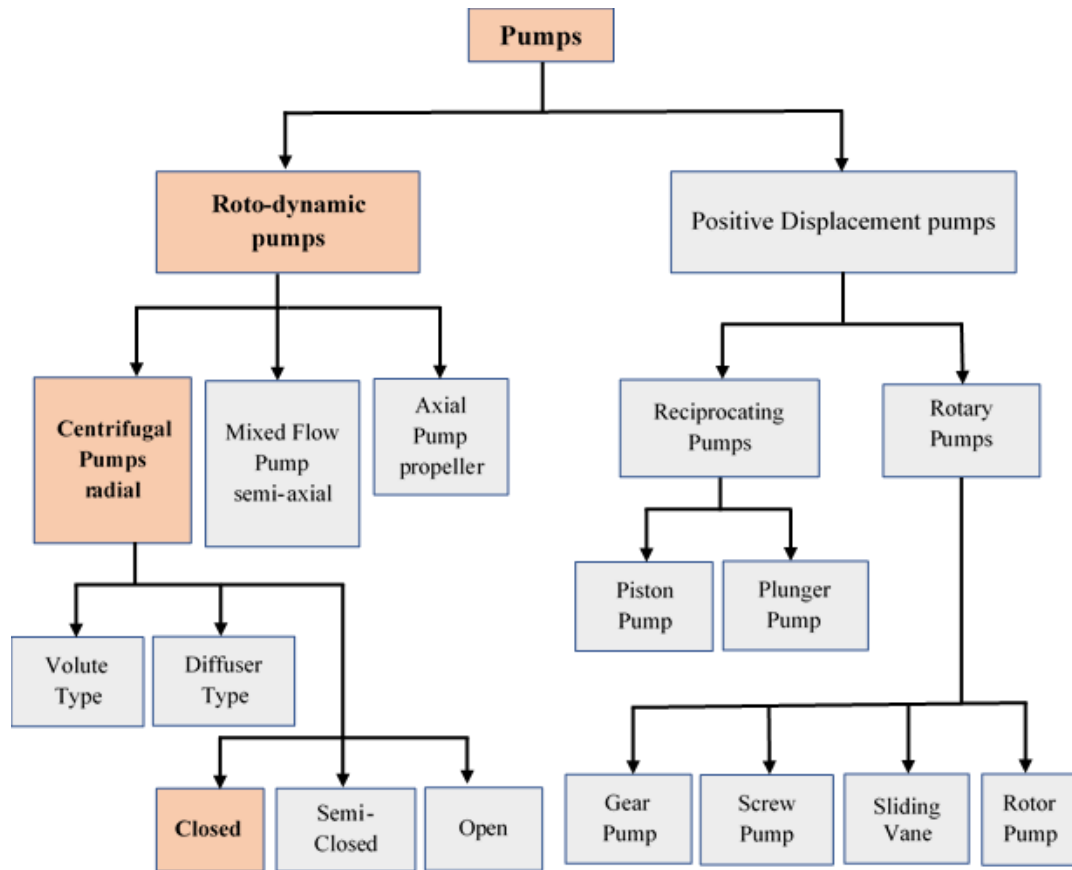 Pumps
Roto-dynamic
pumps
Positive Displacement pumps
Centrifugal
Pumps
radial
Mixed Flow
Pump
semi-axial
Axial
Pump
propeller
Reciprocating
Pumps
Rotary
Pumps
Piston
Pump
Plunger
Pump
Volute
Type
Diffuser
Type
Closed
Semi-
Closed
Open
Gear
Pump
Screw
Pump
Sliding
Vane
Rotor
Pump